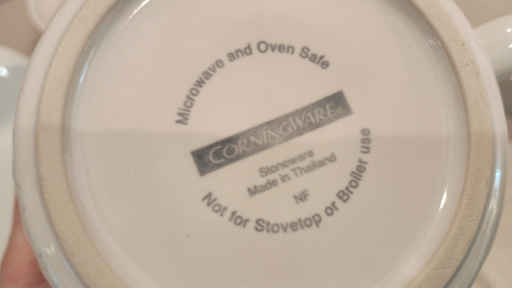 Microwave and Oven Safe
CORNINGWARE®
Stoneware
Made in Thailand
NF
Not for Stovetop or Broiler use